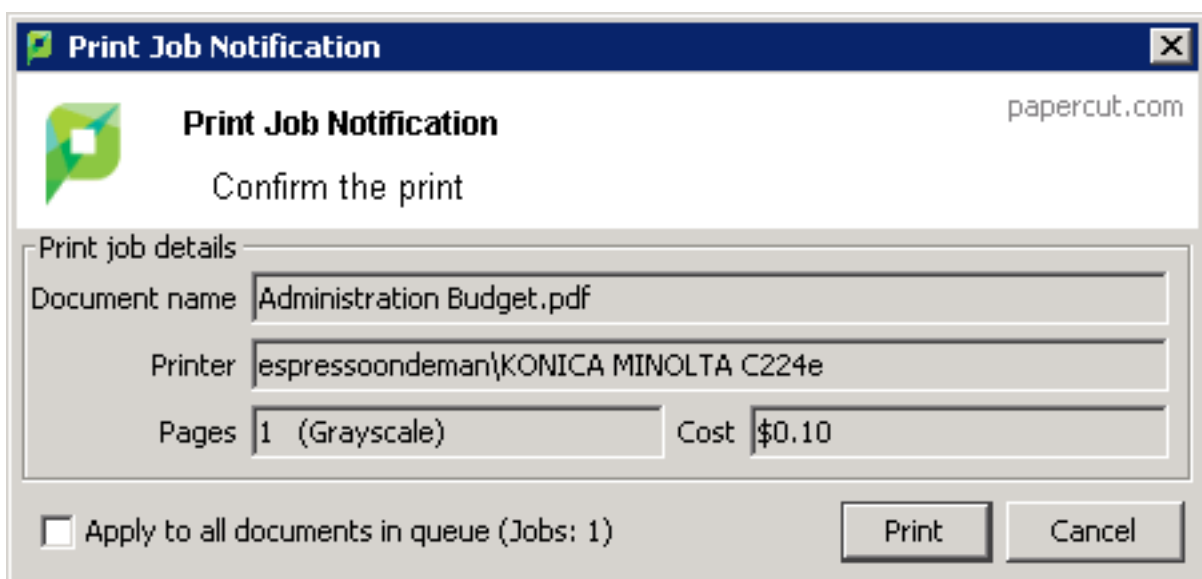 Print Job Notification
papercut.com
Print Job Notification
Confirm the print
Print job details
Document name Administration Budget.pdf
Printer espressoondeman\KONICA MINOLTA C224e
Pages 1 (Grayscale) Cost $0.10
Apply to all documents in queue (Jobs: 1) Print Cancel